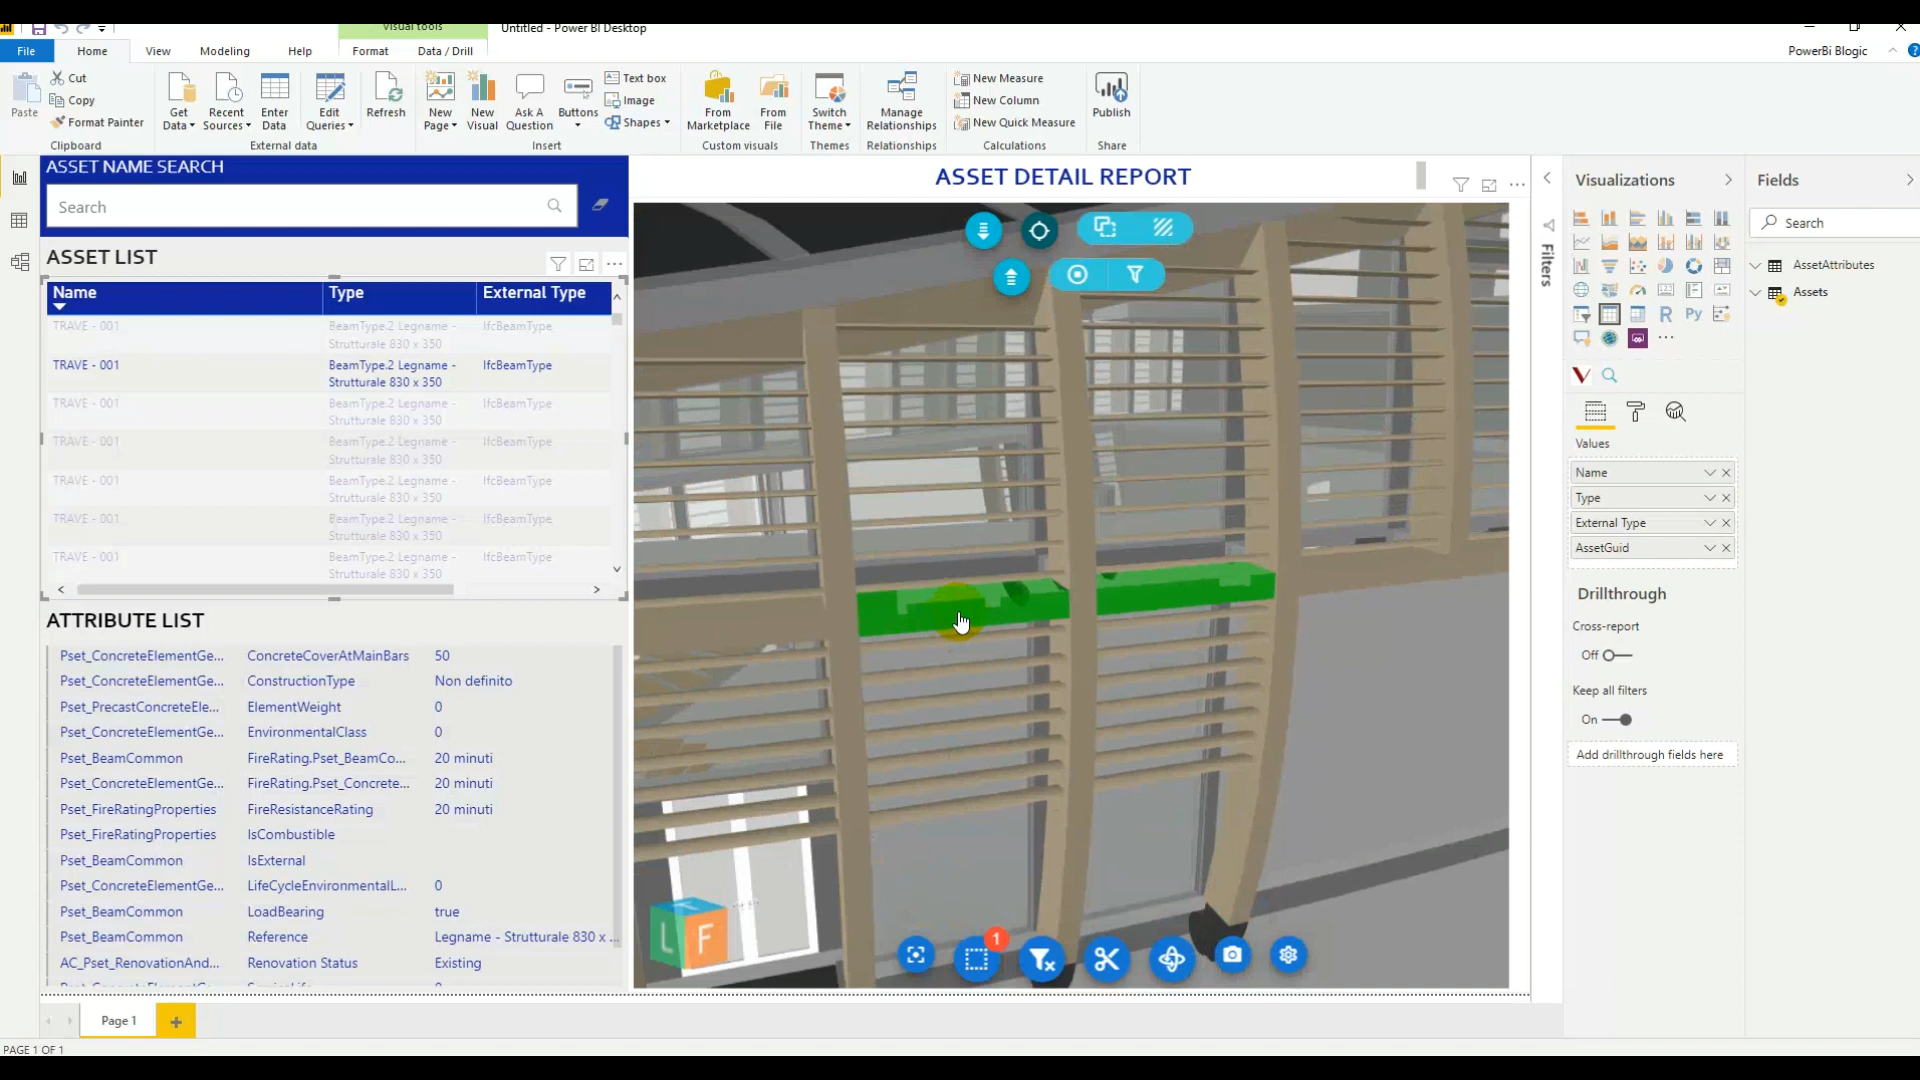 Visual tools
Untitled - Power BI Desktop
File Home View Modeling Help Format Data / Drill
PowerBi Blogic
Paste
Cut
Copy
Format Painter
Clipboard
Get Data
Recent Sources
Enter Data
Edit Queries
Refresh
External data
New Page
New Visual
Ask A Question
Buttons
Text box
Image
Shapes
Insert
From Marketplace
From File
Custom visuals
Switch Theme
Themes
Manage Relationships
Relationships
New Measure
New Column
New Quick Measure
Calculations
Publish
Share
ASSET NAME SEARCH
Search
ASSET LIST
Name Type External Type
TRAVE - 001 BeamType.2 Legname - Strutturale 830 x 350 IfcBeamType
TRAVE - 001 BeamType.2 Legname - Strutturale 830 x 350 IfcBeamType
TRAVE - 001 BeamType.2 Legname - Strutturale 830 x 350 IfcBeamType
TRAVE - 001 BeamType.2 Legname - Strutturale 830 x 350 IfcBeamType
TRAVE - 001 BeamType.2 Legname - Strutturale 830 x 350 IfcBeamType
TRAVE - 001 BeamType.2 Legname - Strutturale 830 x 350 IfcBeamType
TRAVE - 001 BeamType.2 Legname - Strutturale 830 x 350 IfcBeamType
ATTRIBUTE LIST
Pset_ConcreteElementGe... ConcreteCoverAtMainBars 50
Pset_ConcreteElementGe... ConstructionType Non definito
Pset_PrecastConcreteEle... ElementWeight 0
Pset_ConcreteElementGe... EnvironmentalClass 0
Pset_BeamCommon FireRating.Pset_BeamCo... 20 minuti
Pset_ConcreteElementGe... FireRating.Pset_Concrete... 20 minuti
Pset_FireRatingProperties FireResistanceRating 20 minuti
Pset_FireRatingProperties IsCombustible
Pset_BeamCommon IsExternal
Pset_ConcreteElementGe... LifeCycleEnvironmentalL... 0
Pset_BeamCommon LoadBearing true
Pset_BeamCommon Reference Legname - Strutturale 830 x ...
AC_Pset_RenovationAnd... Renovation Status Existing
ASSET DETAIL REPORT
L F
1
Filters
Visualizations
R Py
Values
Name
Type
External Type
AssetGuid
Drillthrough
Cross-report
Off
Keep all filters
On
Add drillthrough fields here
Fields
Search
AssetAttributes
Assets
Page 1
PAGE 1 OF 1